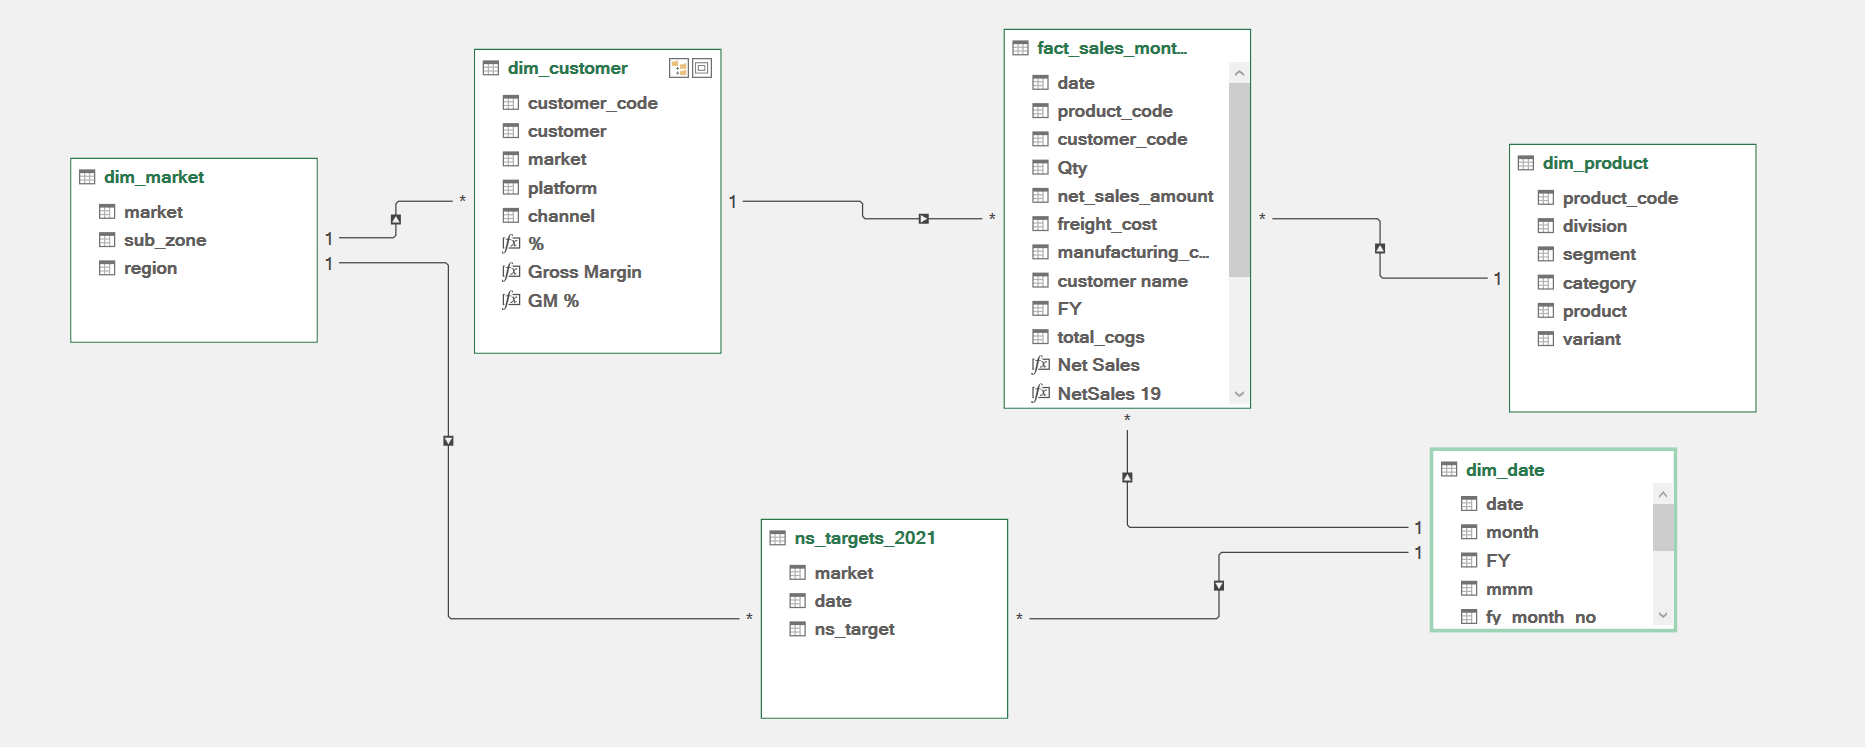 dim_market
market
sub_zone
region
1
1
*
dim_customer
customer_code
customer
market
platform
channel
%
Gross Margin
GM %
1
*
fact_sales_mont...
date
product_code
customer_code
Qty
net_sales_amount
freight_cost
manufacturing_c...
customer name
FY
total_cogs
Net Sales
NetSales 19
*
*
1
dim_product
product_code
division
segment
category
product
variant
dim_date
date
month
FY
mmm
fy_month_no
1
1
*
ns_targets_2021
market
date
ns_target
*